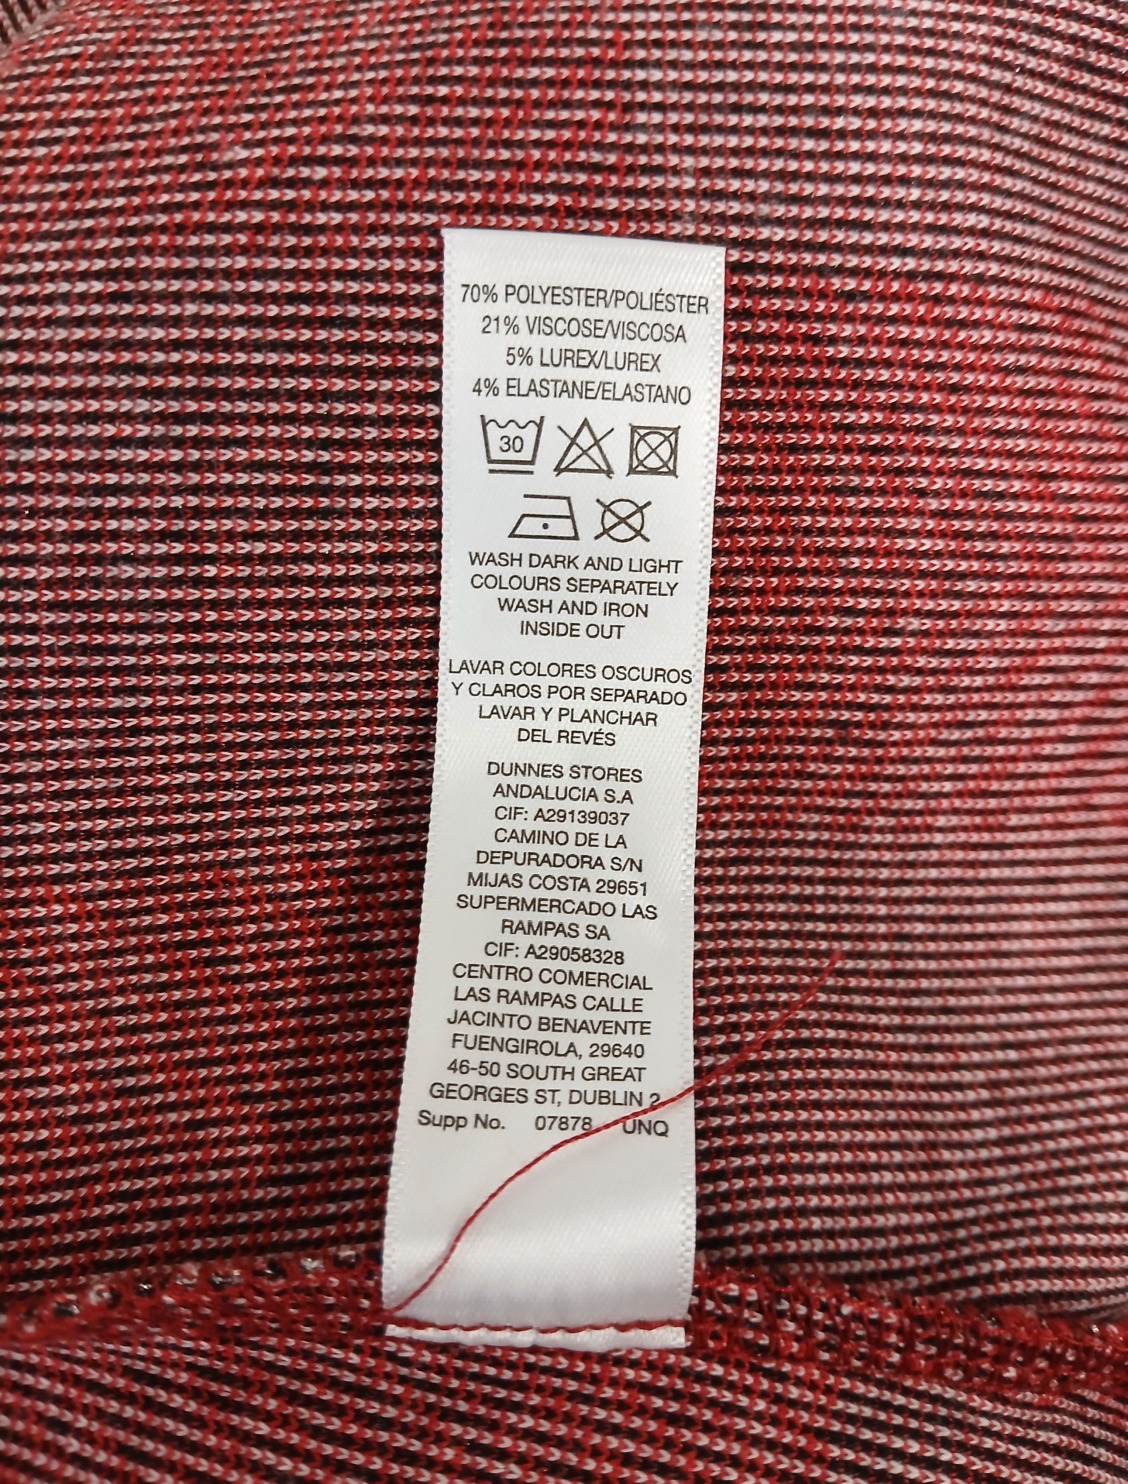 70% POLYESTER/POLIÉSTER
21% VISCOSE/VISCOSA
5% LUREX/LUREX
4% ELASTANE/ELASTANO
30
WASH DARK AND LIGHT
COLOURS SEPARATELY
WASH AND IRON
INSIDE OUT
LAVAR COLORES OSCUROS
Y CLAROS POR SEPARADO
LAVAR Y PLANCHAR
DEL REVÉS
DUNNES STORES
ANDALUCIA S.A
CIF: A29139037
CAMINO DE LA
DEPURADORA S/N
MIJAS COSTA 29651
SUPERMERCADO LAS
RAMPAS SA
CIF: A29058328
CENTRO COMERCIAL
LAS RAMPAS CALLE
JACINTO BENAVENTE
FUENGIROLA, 29640
46-50 SOUTH GREAT
GEORGES ST, DUBLIN 2
Supp No. 07878 UNQ